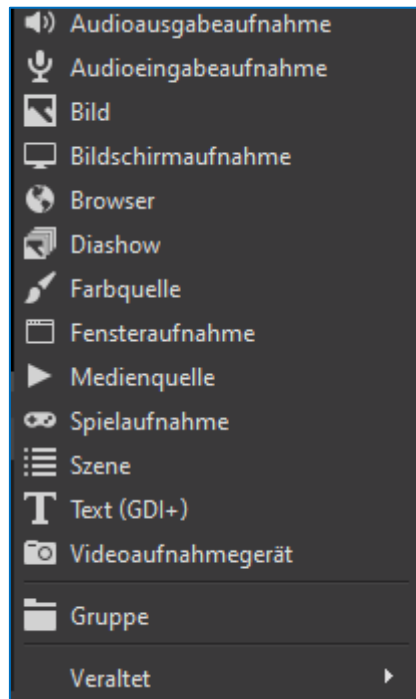 Audioausgabeaufnahme
Audioeingabeaufnahme
Bild
Bildschirmaufnahme
Browser
Diashow
Farbquelle
Fensteraufnahme
Medienquelle
Spielaufnahme
Szene
Text (GDI+)
Videoaufnahmegerät
Gruppe
Veraltet